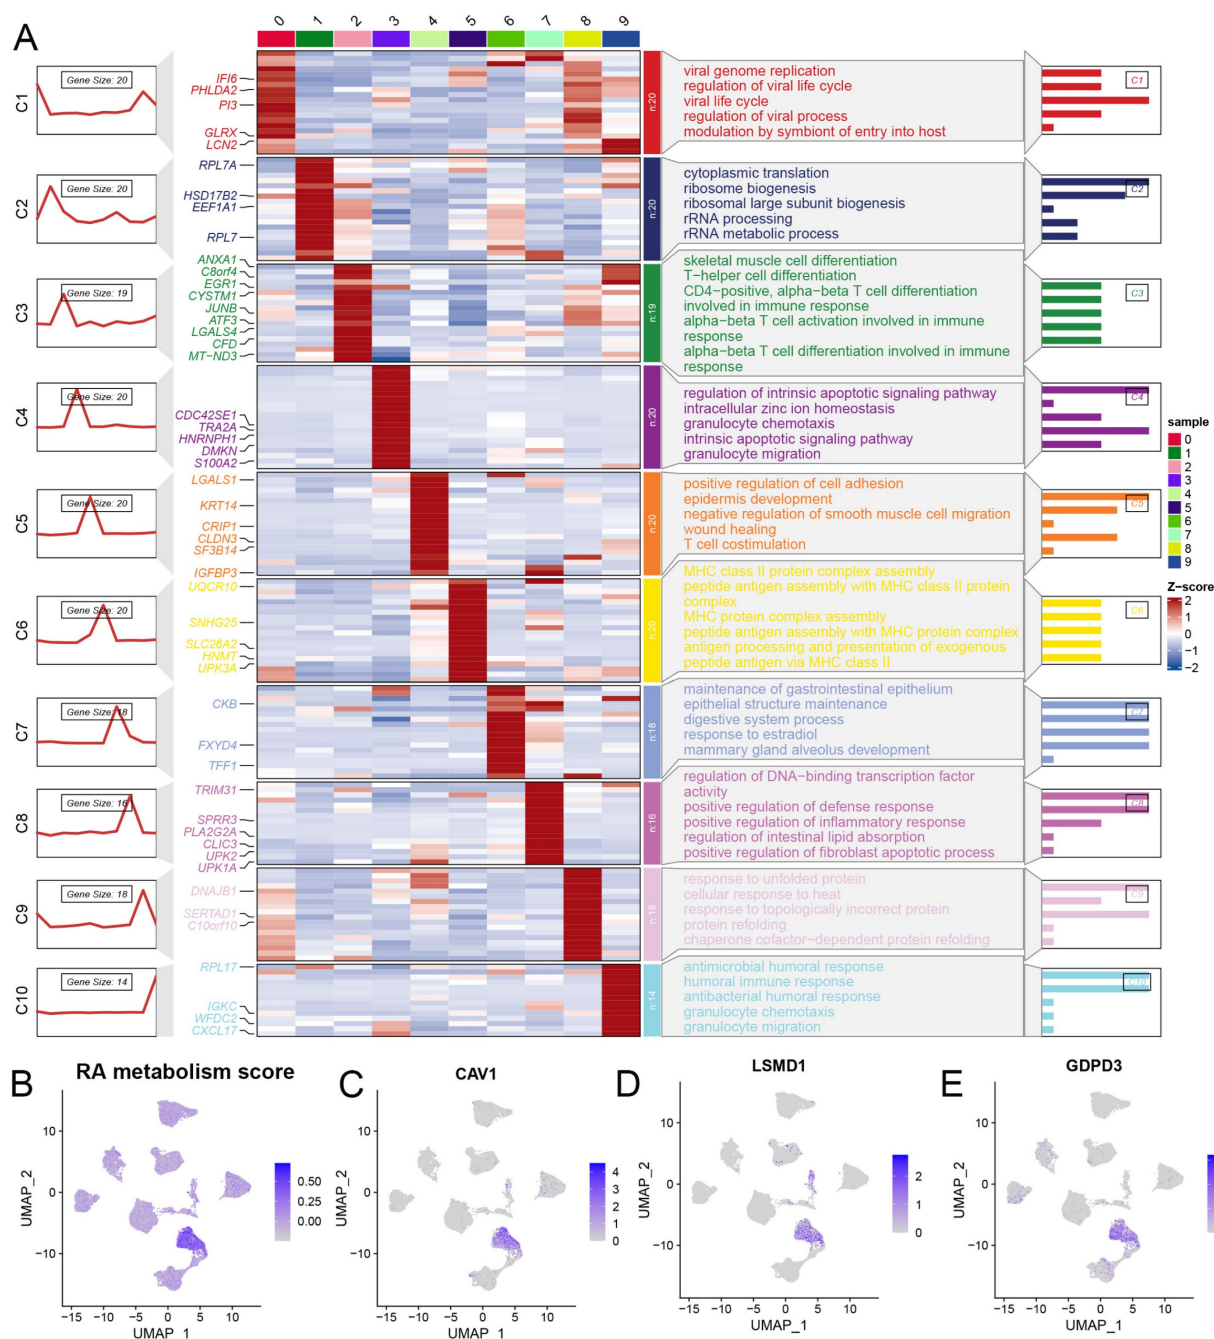 A
0 1 2 3 4 5 6 7 8 9
C1
Gene Size: 20
IFI6
PHLDA2
PI3
GLRX
LCN2
n:20
viral genome replication
regulation of viral life cycle
viral life cycle
regulation of viral process
modulation by symbiont of entry into host
C1
C2
Gene Size: 20
RPL7A
HSD17B2
EEF1A1
RPL7
ANXA1
n:20
cytoplasmic translation
ribosome biogenesis
ribosomal large subunit biogenesis
rRNA processing
rRNA metabolic process
C2
C3
Gene Size: 19
C8orf4
EGR1
CYSTM1
JUNB
ATF3
LGALS4
CFD
MT−ND3
n:19
skeletal muscle cell differentiation
T−helper cell differentiation
CD4−positive, alpha−beta T cell differentiation
involved in immune response
alpha−beta T cell activation involved in immune
response
alpha−beta T cell differentiation involved in immune
response
C3
C4
Gene Size: 20
CDC42SE1
TRA2A
HNRNPH1
DMKN
S100A2
n:20
regulation of intrinsic apoptotic signaling pathway
intracellular zinc ion homeostasis
granulocyte chemotaxis
intrinsic apoptotic signaling pathway
granulocyte migration
C4
C5
Gene Size: 20
LGALS1
KRT14
CRIP1
CLDN3
SF3B14
IGFBP3
n:20
positive regulation of cell adhesion
epidermis development
negative regulation of smooth muscle cell migration
wound healing
T cell costimulation
C5
C6
Gene Size: 20
UQCR10
SNHG25
SLC26A2
HNMT
UPK3A
n:20
MHC class II protein complex assembly
peptide antigen assembly with MHC class II protein
complex
MHC protein complex assembly
peptide antigen assembly with MHC protein complex
antigen processing and presentation of exogenous
peptide antigen via MHC class II
C6
C7
Gene Size: 18
CKB
FXYD4
TFF1
n:18
maintenance of gastrointestinal epithelium
epithelial structure maintenance
digestive system process
response to estradiol
mammary gland alveolus development
C7
C8
Gene Size: 16
TRIM31
SPRR3
PLA2G2A
CLIC3
UPK2
UPK1A
n:16
regulation of DNA−binding transcription factor
activity
positive regulation of defense response
positive regulation of inflammatory response
regulation of intestinal lipid absorption
positive regulation of fibroblast apoptotic process
C8
C9
Gene Size: 18
DNAJB1
SERTAD1
C10orf10
n:18
response to unfolded protein
cellular response to heat
response to topologically incorrect protein
protein refolding
chaperone cofactor−dependent protein refolding
C9
C10
Gene Size: 14
RPL17
IGKC
WFDC2
CXCL17
n:14
antimicrobial humoral response
humoral immune response
antibacterial humoral response
granulocyte chemotaxis
granulocyte migration
C10
sample
0
1
2
3
4
5
6
7
8
9
Z−score
2
1
0
−1
−2
B
RA metabolism score
UMAP_2
10
0
−10
−15 −10 −5 0 5 10
UMAP_1
0.50
0.00
C
CAV1
UMAP_2
10
0
−10
−15 −10 −5 0 5 10
UMAP_1
4
3
2
1
0
D
LSMD1
UMAP_2
10
0
−10
−15 −10 −5 0 5 10
UMAP_1
2
1
0
E
GDPD3
UMAP_2
10
0
−10
−15 −10 −5 0 5 10
UMAP_1